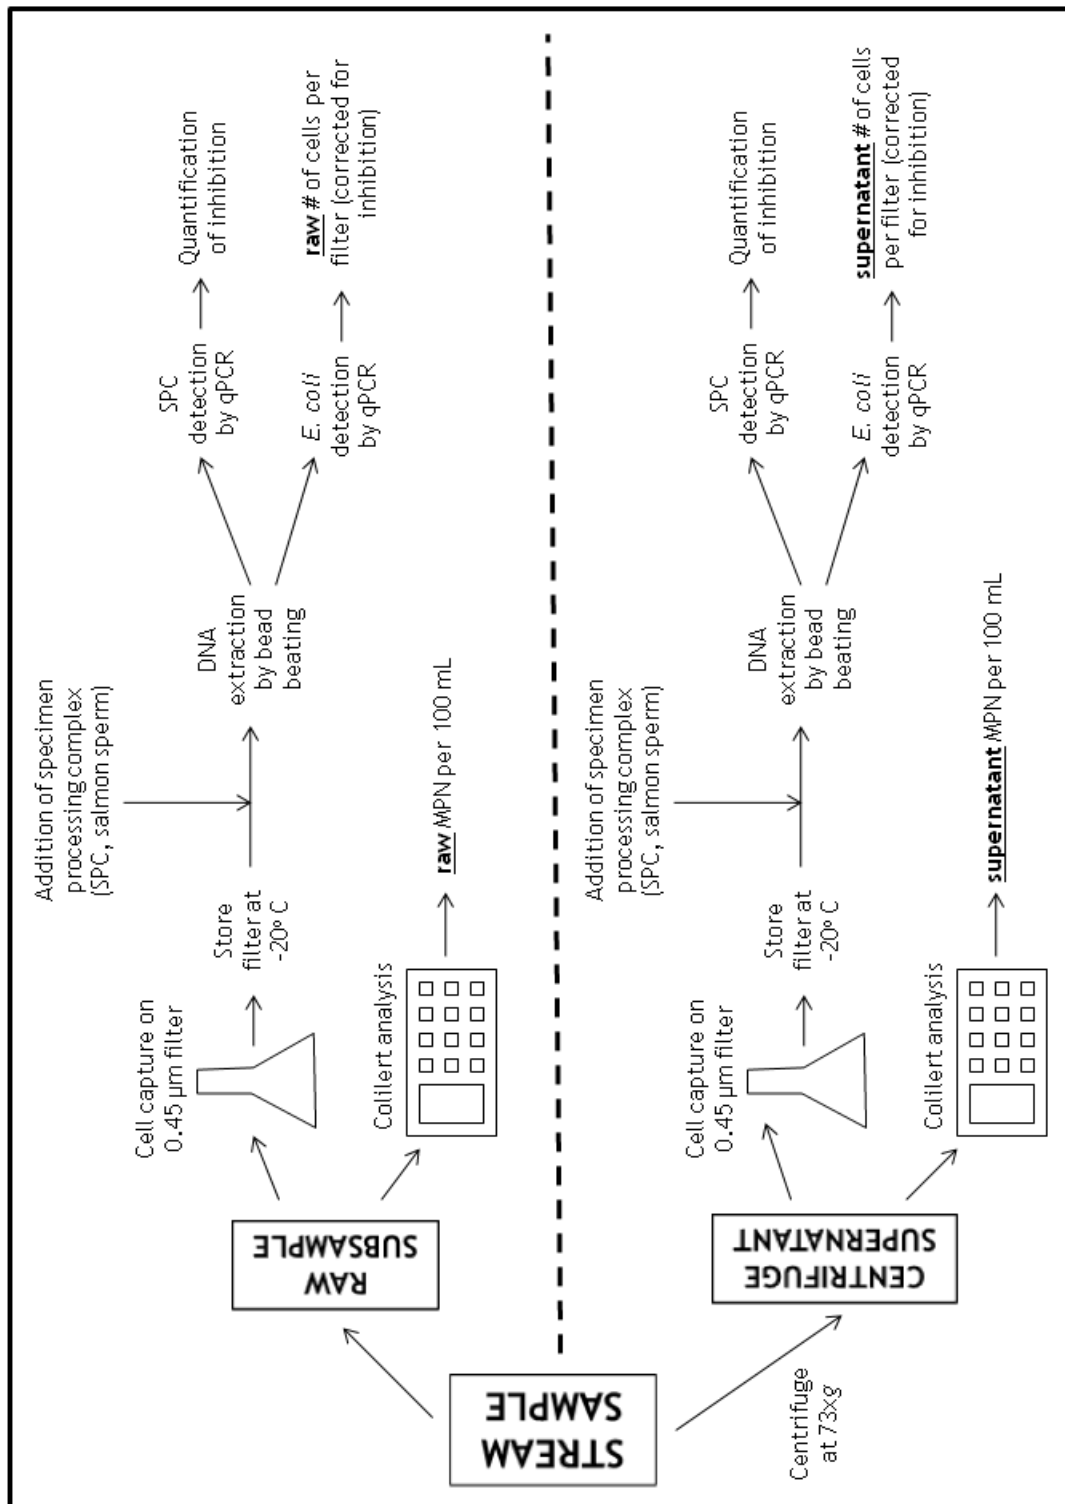 STREAM
SAMPLE
RAW
SUBSAMPLE
Cell capture on
0.45 µm filter
Store
filter at
-20° C
Addition of specimen
processing complex
(SPC, salmon sperm)
DNA
extraction
by bead
beating
SPC
detection
by qPCR
Quantification
of inhibition
E. coli
detection
by qPCR
raw # of cells per
filter (corrected for
inhibition)
Colilert analysis
raw MPN per 100 mL
Centrifuge
at 73xg
CENTRIFUGE
SUPERNATANT
Cell capture on
0.45 µm filter
Store
filter at
-20° C
Addition of specimen
processing complex
(SPC, salmon sperm)
DNA
extraction
by bead
beating
SPC
detection
by qPCR
Quantification
of inhibition
E. coli
detection
by qPCR
supernatant # of cells
per filter (corrected
for inhibition)
Colilert analysis
supernatant MPN per 100 mL